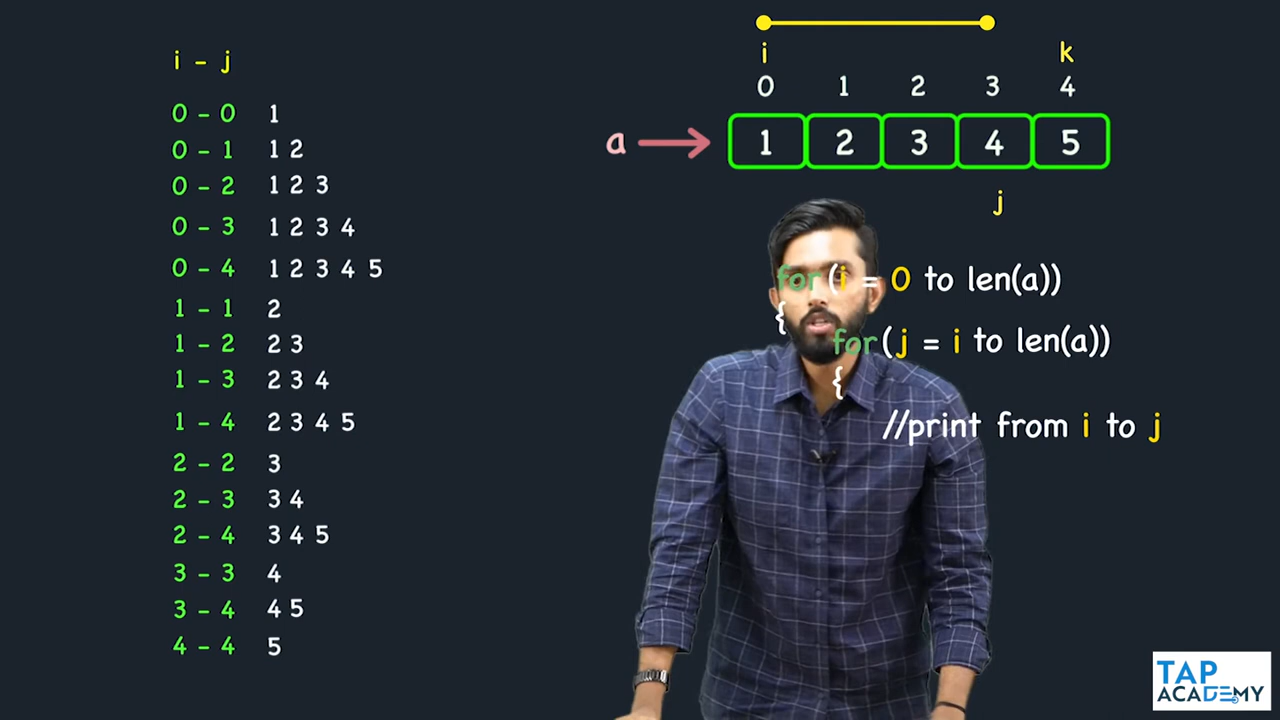 i - j
0 - 0 1
0 - 1 1 2
0 - 2 1 2 3
0 - 3 1 2 3 4
0 - 4 1 2 3 4 5
1 - 1 2
1 - 2 2 3
1 - 3 2 3 4
1 - 4 2 3 4 5
2 - 2 3
2 - 3 3 4
2 - 4 3 4 5
3 - 3 4
3 - 4 4 5
4 - 4 5
i k
0 1 2 3 4
a 1 2 3 4 5
j
for(i = 0 to len(a))
{
for(j = i to len(a))
{
//print from i to j
TAP
ACADEMY